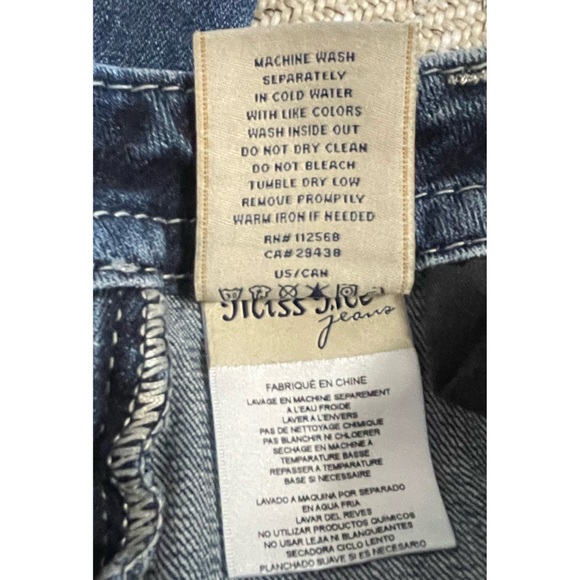 MACHINE WASH
SEPARATELY
IN COLD WATER
WITH LIKE COLORS
WASH INSIDE OUT
DO NOT DRY CLEAN
DO NOT BLEACH
TUMBLE DRY LOW
REMOVE PROMPTLY
WARM IRON IF NEEDED
RN# 112568
CA# 29438
US/CAN
Miss Me
jeans
FABRIQUÉ EN CHINE
LAVAGE EN MACHINE SEPAREMENT
A L'EAU FROIDE
LAVER A L'ENVERS
PAS DE NETTOYAGE CHIMIQUE
PAS BLANCHIR NI CHLOERER
SECHAGE EN MACHINE A
TEMPERATURE BASSE
REPASSER A TEMPERATURE
BASE SI NECESSAIRE
LAVADO A MAQUINA POR SEPARADO
EN AQUA FRIA
LAVAR DEL REVES
NO UTILIZAR PRODUCTOS QUIMICOS
NO USAR LEJIA NI BLANQUEANTES
SECADORA CICLO LENTO
PLANCHADO SUAVE SI ES NECESARIO